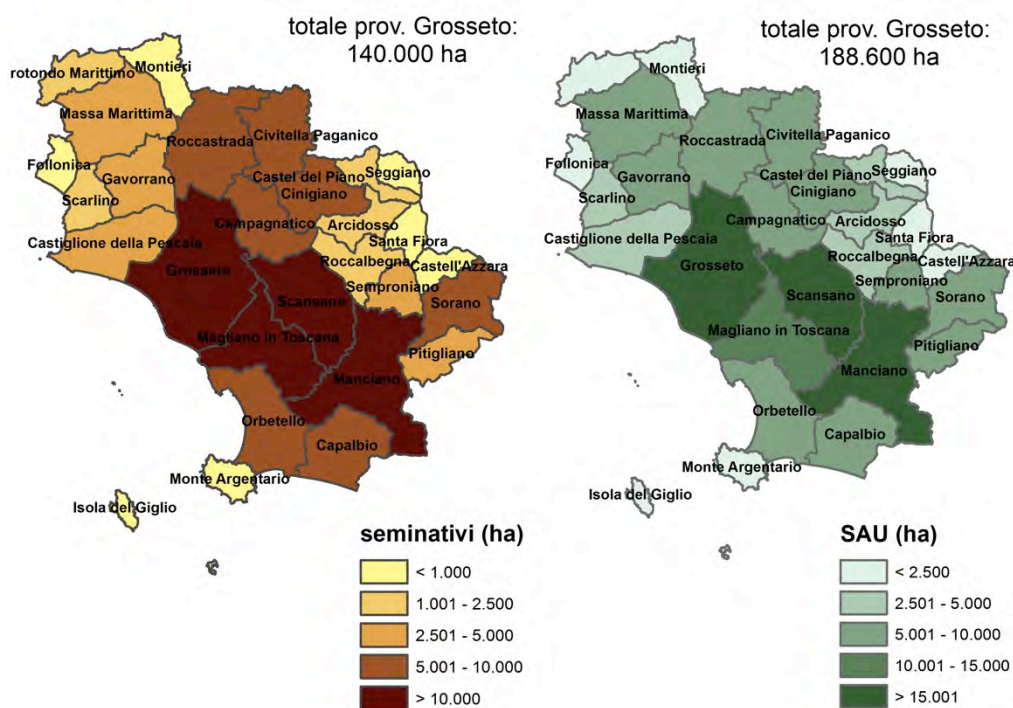 totale prov. Grosseto:
140.000 ha
rotondo Marittimo
Montieri
Massa Marittima
Roccastrada
Civitella Paganico
Follonica
Gavorrano
Castel del Piano
Seggiano
Cinigiano
Scarlino
Campagnatico
Arcidosso
Castiglione della Pescaia
Santa Fiora
Roccalbegna
Castell'Azzara
Grosseto
Semproniano
Scansano
Sorano
Magliano in Toscana
Pitigliano
Manciano
Orbetello
Capalbio
Monte Argentario
Isola del Giglio
seminativi (ha)
< 1.000
1.001 - 2.500
2.501 - 5.000
5.001 - 10.000
> 10.000
totale prov. Grosseto:
188.600 ha
Montieri
Massa Marittima
Roccastrada
Civitella Paganico
Follonica
Gavorrano
Castel del Piano
Seggiano
Cinigiano
Scarlino
Campagnatico
Arcidosso
Castiglione della Pescaia
Santa Fiora
Roccalbegna
Castell'Azzara
Grosseto
Semproniano
Scansano
Sorano
Magliano in Toscana
Pitigliano
Manciano
Orbetello
Capalbio
Monte Argentario
Isola del Giglio
SAU (ha)
< 2.500
2.501 - 5.000
5.001 - 10.000
10.001 - 15.000
> 15.001